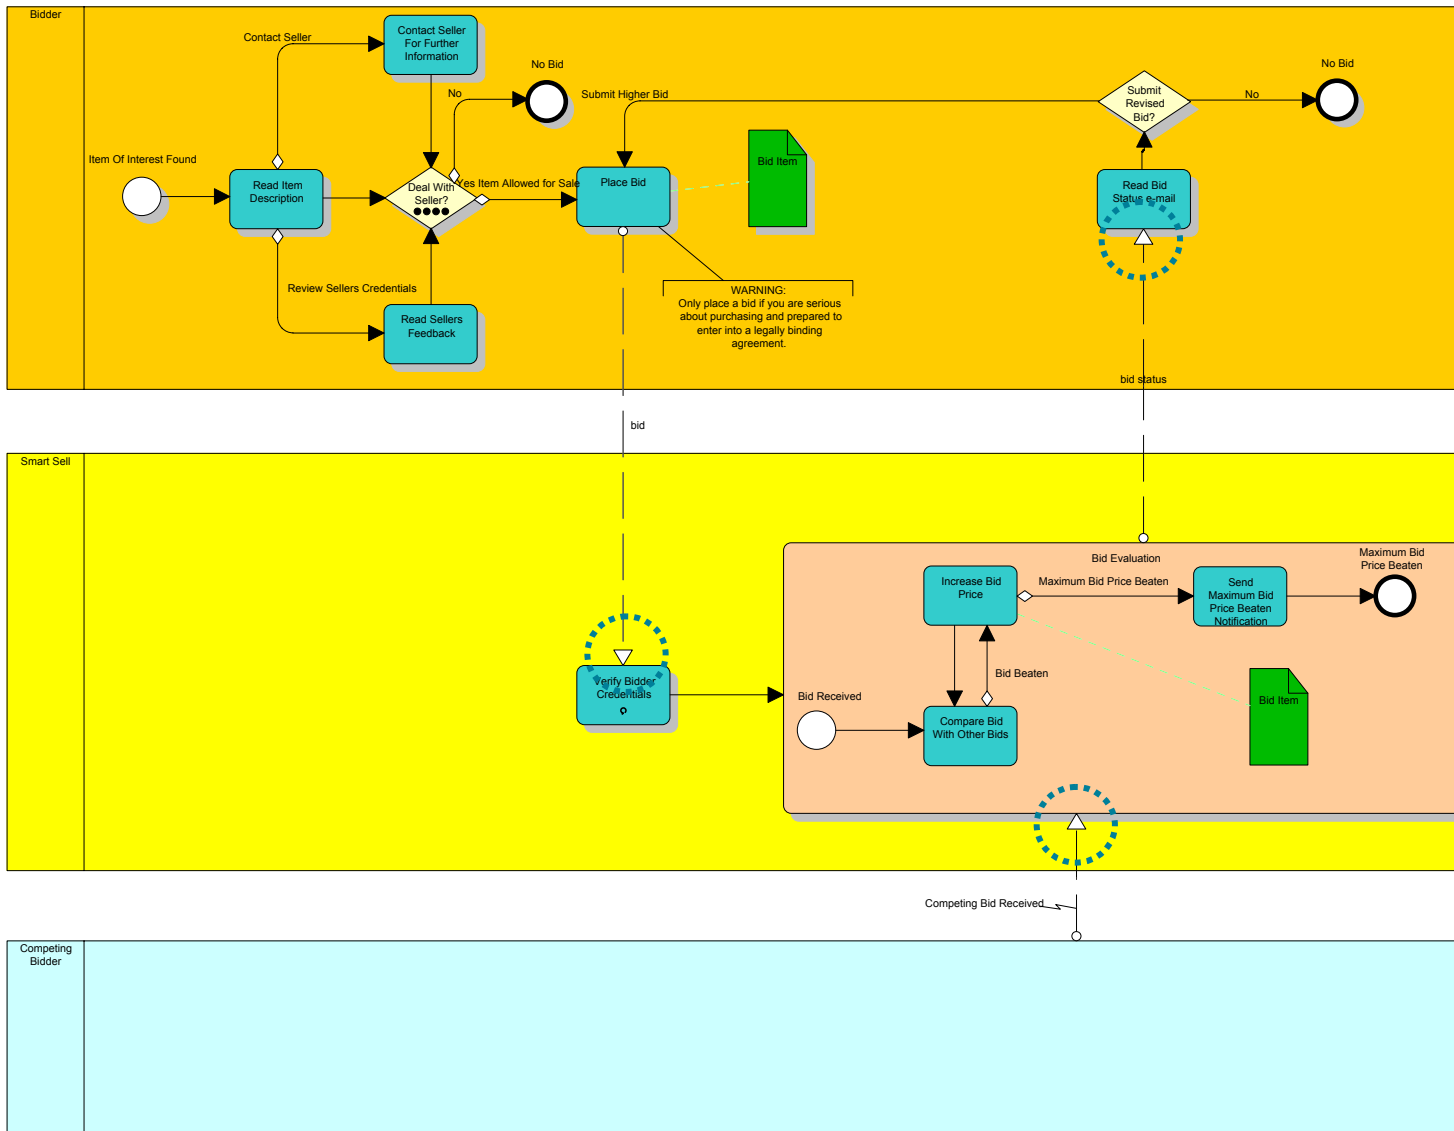 Bidder
Contact Seller
Contact Seller
For Further
Information
No Bid
No
Submit Higher Bid
Submit
Revised
Bid?
No
No Bid
Item Of Interest Found
Read Item
Description
Deal With
Seller?
Yes Item Allowed for Sale
Place Bid
Bid Item
Read Bid
Status e-mail
Review Sellers Credentials
Read Sellers
Feedback
WARNING:
Only place a bid if you are serious
about purchasing and prepared to
enter into a legally binding
agreement.
bid status
bid
Smart Sell
Bid Evaluation
Maximum Bid
Price Beaten
Increase Bid
Price
Maximum Bid Price Beaten
Send
Maximum Bid
Price Beaten
Notification
Verify Bidder
Credentials
Bid Received
Bid Beaten
Compare Bid
With Other Bids
Bid Item
Competing Bid Received
Competing
Bidder